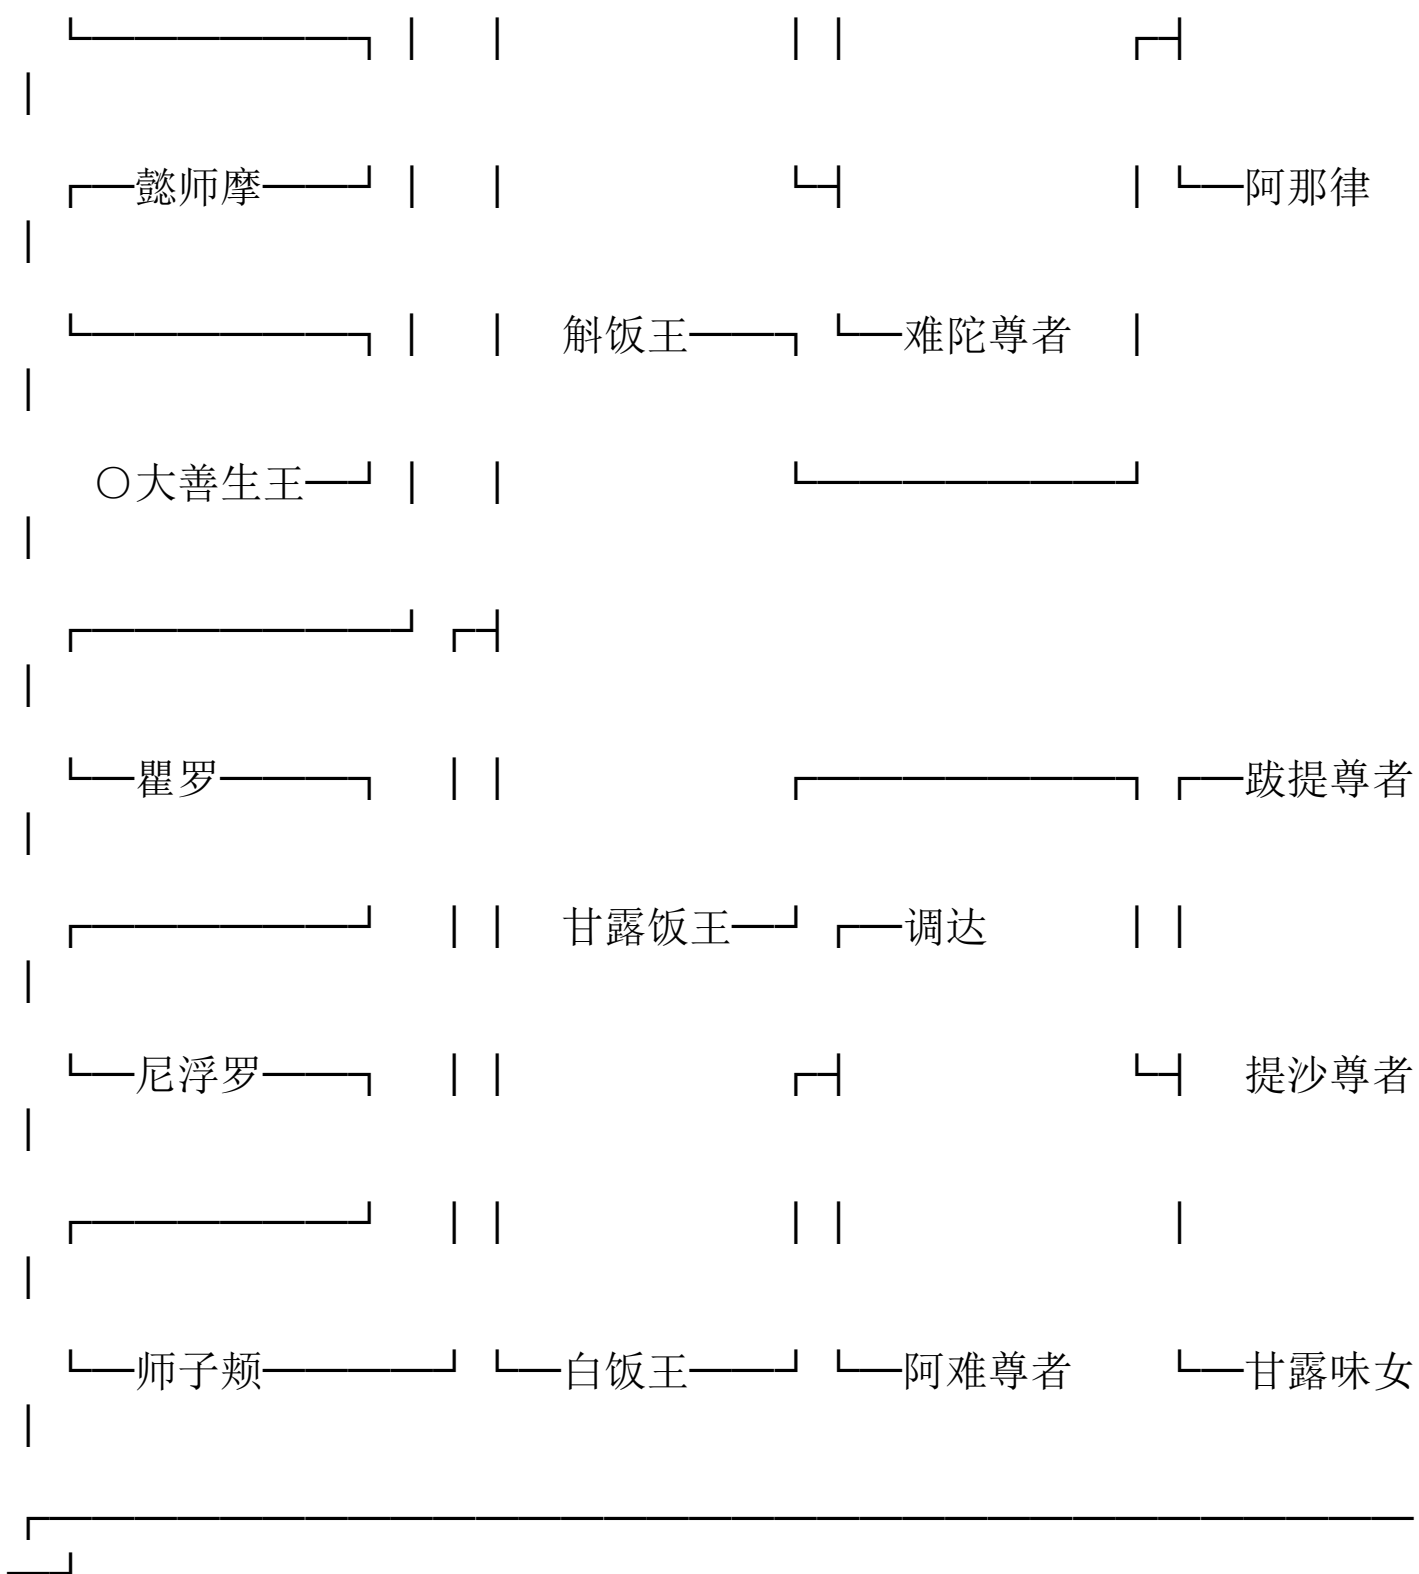 懿师摩 阿那律
斛饭王 难陀尊者
○大善生王
瞿罗 跋提尊者
甘露饭王 调达
尼浮罗 提沙尊者
师子颊 白饭王 阿难尊者 甘露味女